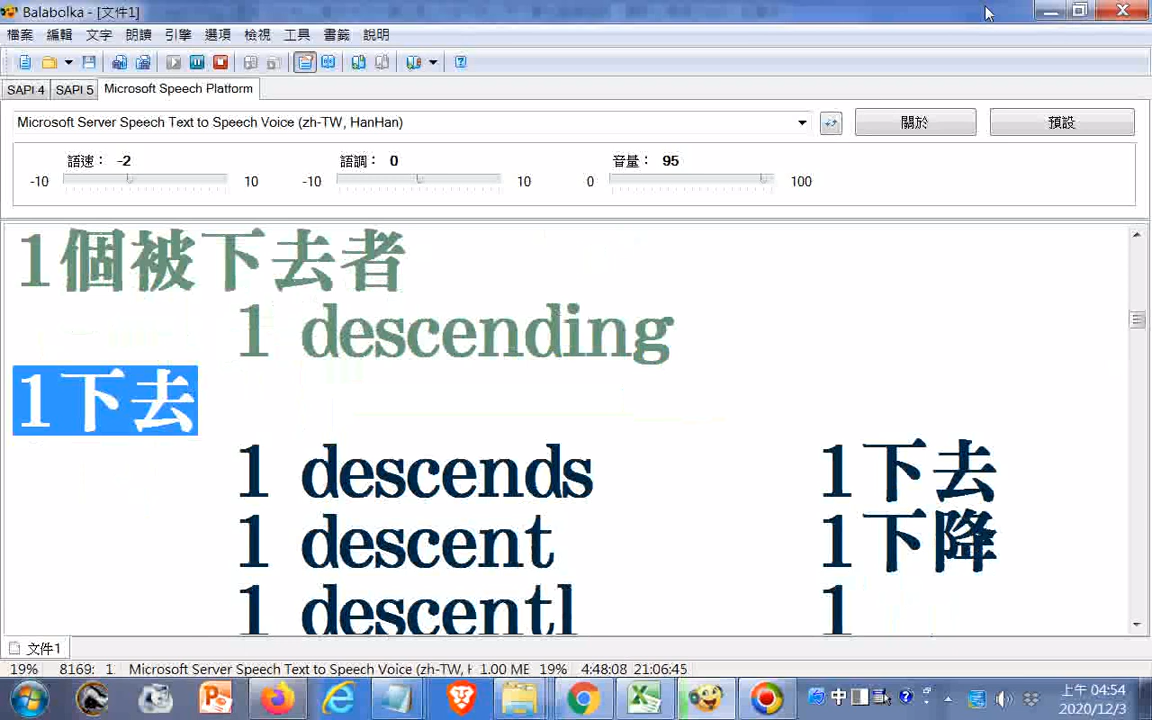 Balabolka - [文件1]
檔案 編輯 文字 朗讀 引擎 選項 檢視 工具 書籤 說明
SAPI 4 SAPI 5 Microsoft Speech Platform
Microsoft Server Speech Text to Speech Voice (zh-TW, HanHan) 關於 預設
語速： -2 語調： 0 音量： 95
-10 10 -10 10 0 100
1個被下去者
1 descending
1下去
1 descends 1下去
1 descent 1下降
1 descentl 1
文件1
19% 8169: 1 Microsoft Server Speech Text to Speech Voice (zh-TW, H 1.00 ME 19% 4:48:08 21:06:45
中 上午 04:54
2020/12/3